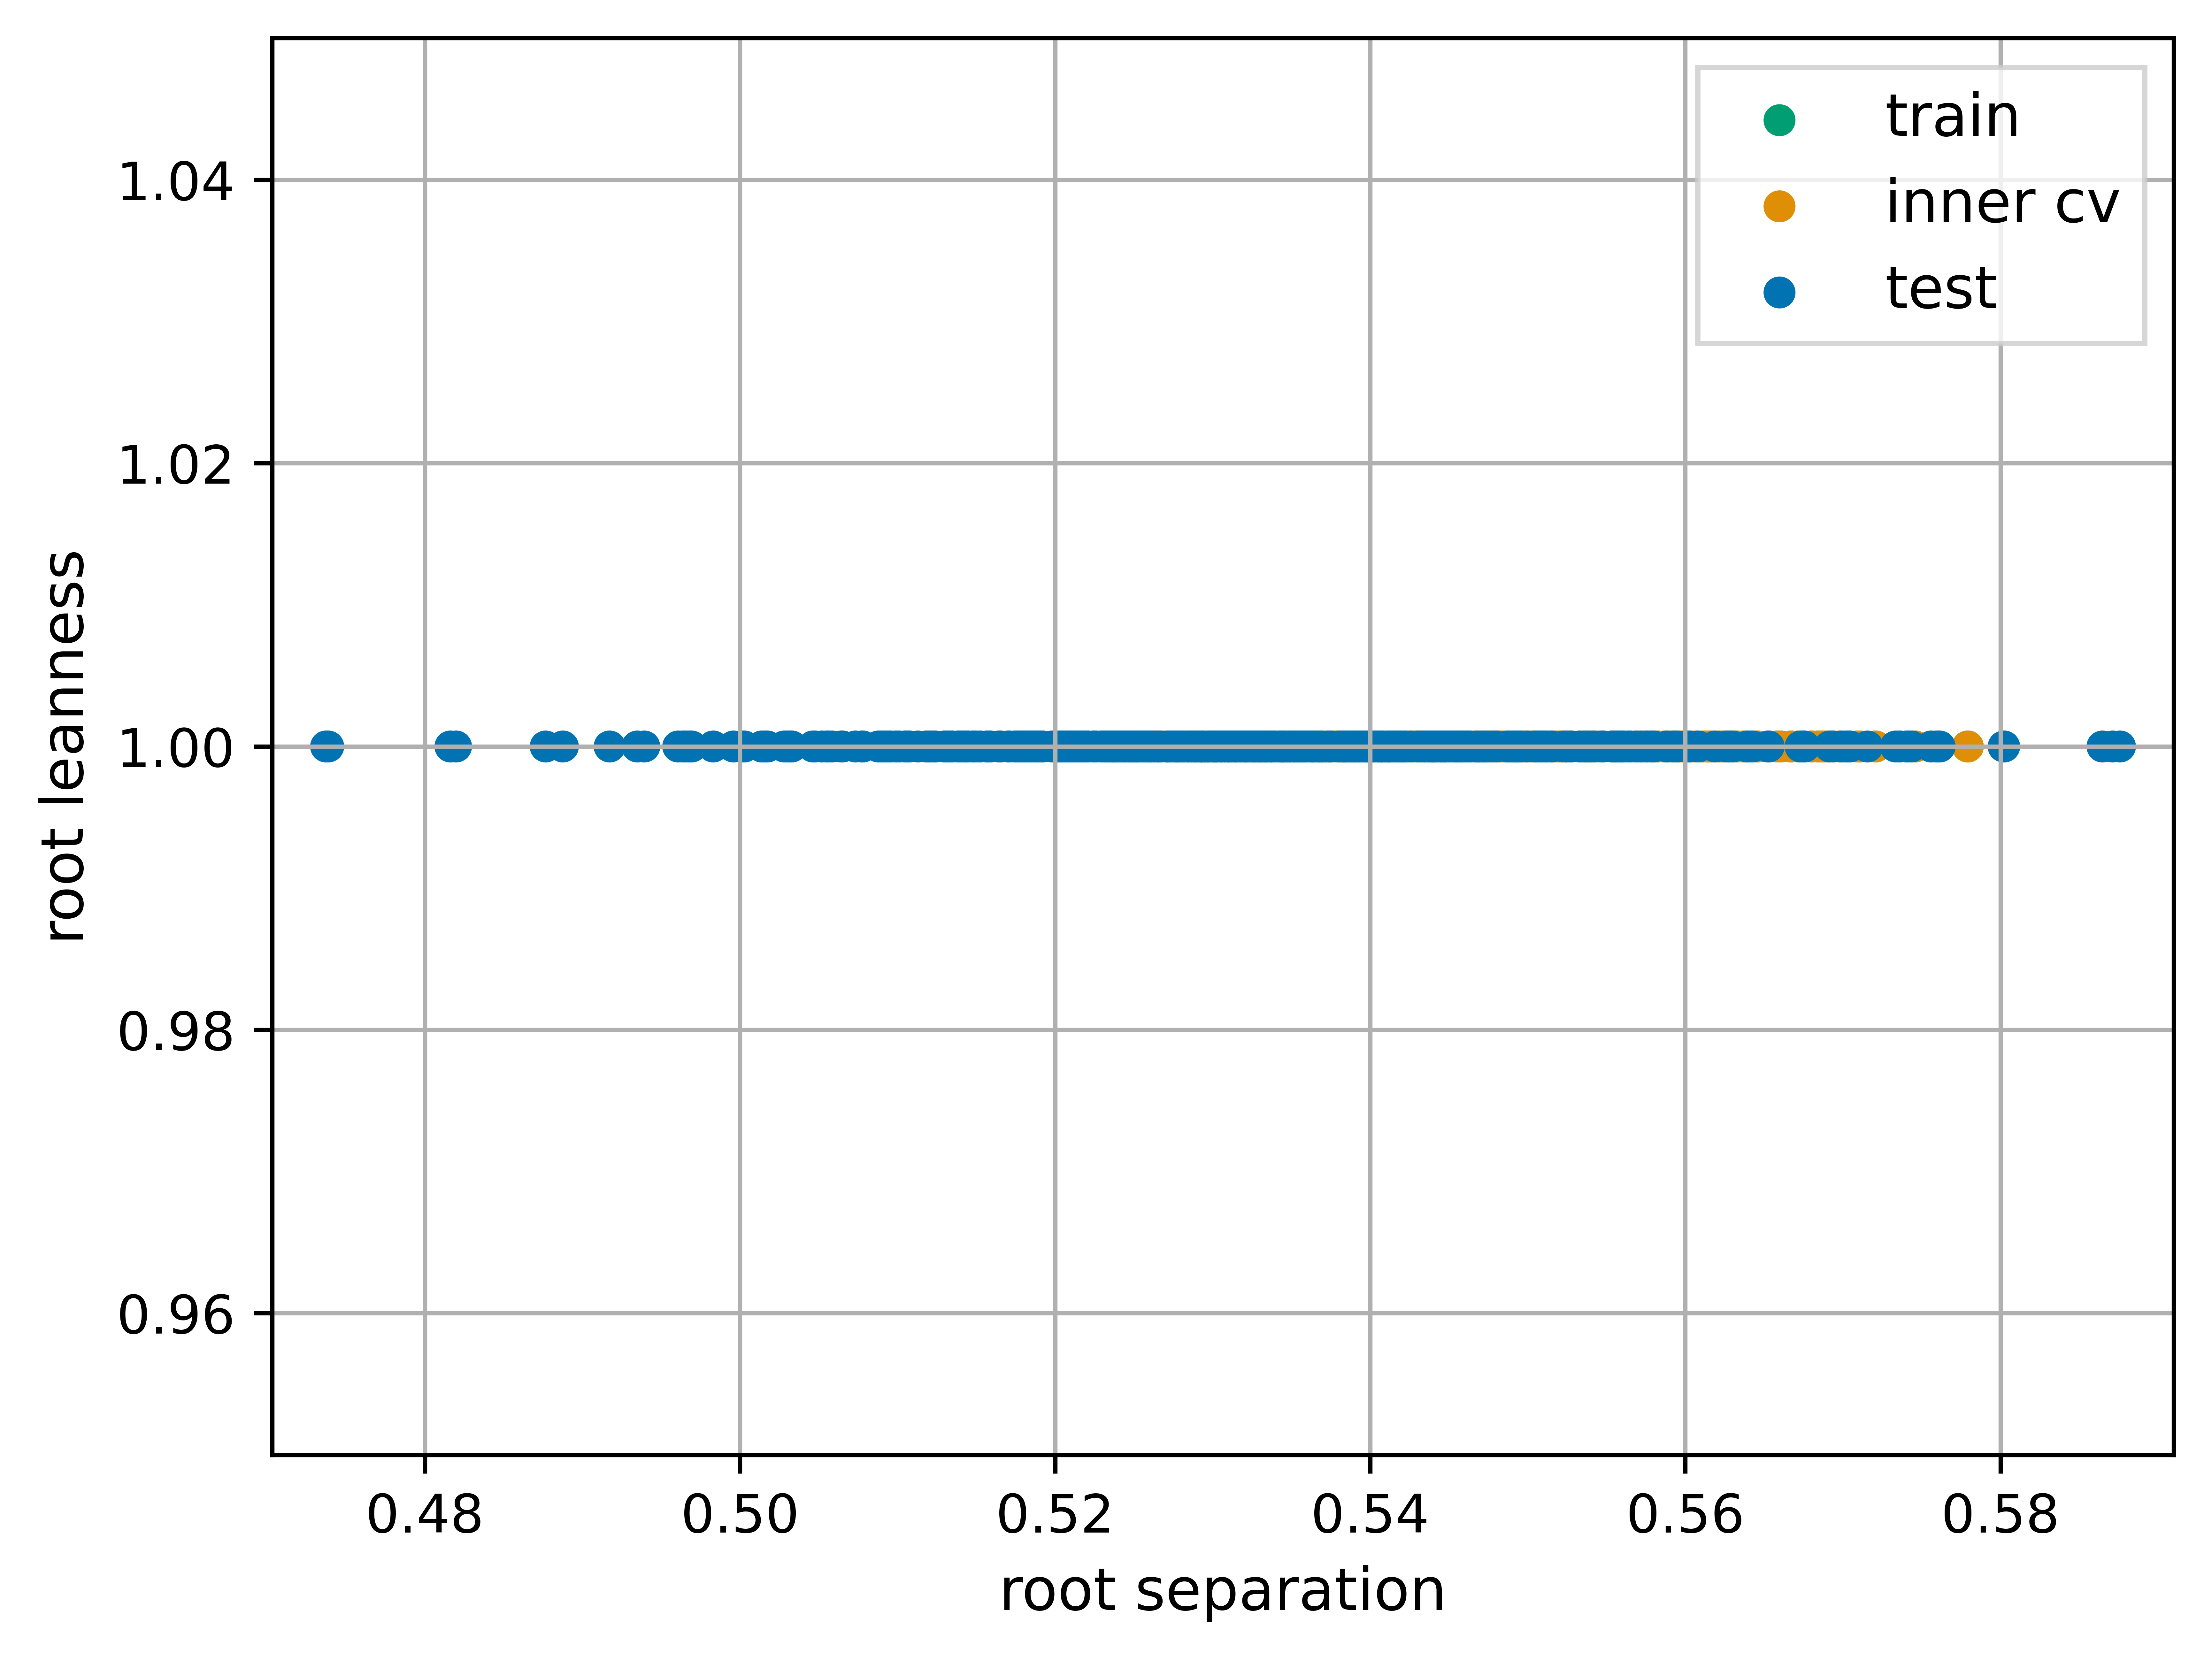 train
inner cv
test
1.04
1.02
1.00
0.98
0.96
root leanness
0.48 0.50 0.52 0.54 0.56 0.58
root separation